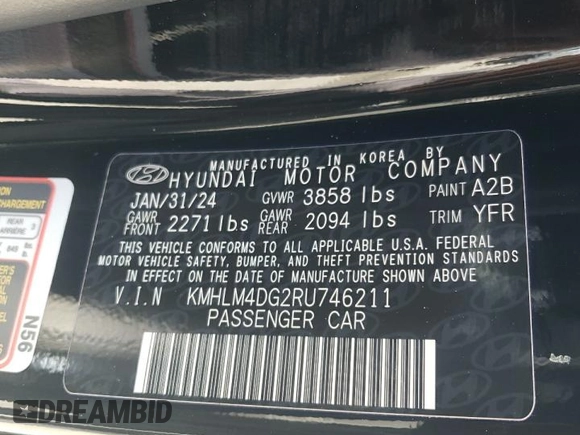 MANUFACTURED IN KOREA BY
HYUNDAI MOTOR COMPANY
JAN/31/24 GVWR 3858 lbs PAINT A2B
GAWR FRONT 2271 lbs GAWR REAR 2094 lbs TRIM YFR
THIS VEHICLE CONFORMS TO ALL APPLICABLE U.S.A. FEDERAL
MOTOR VEHICLE SAFETY, BUMPER, AND THEFT PREVENTION STANDARDS
IN EFFECT ON THE DATE OF MANUFACTURE SHOWN ABOVE
V.I.N KMHLM4DG2RU746211
PASSENGER CAR
REAR
N56
DREAMBID